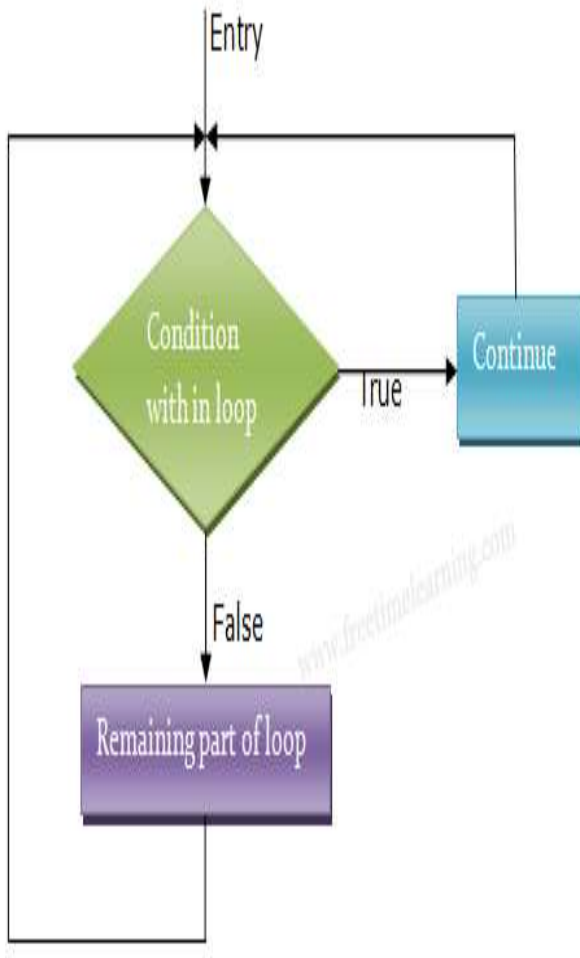 Entry
Condition
with in loop
True
Continue
False
www.freetimelearning.com
Remaining part of loop